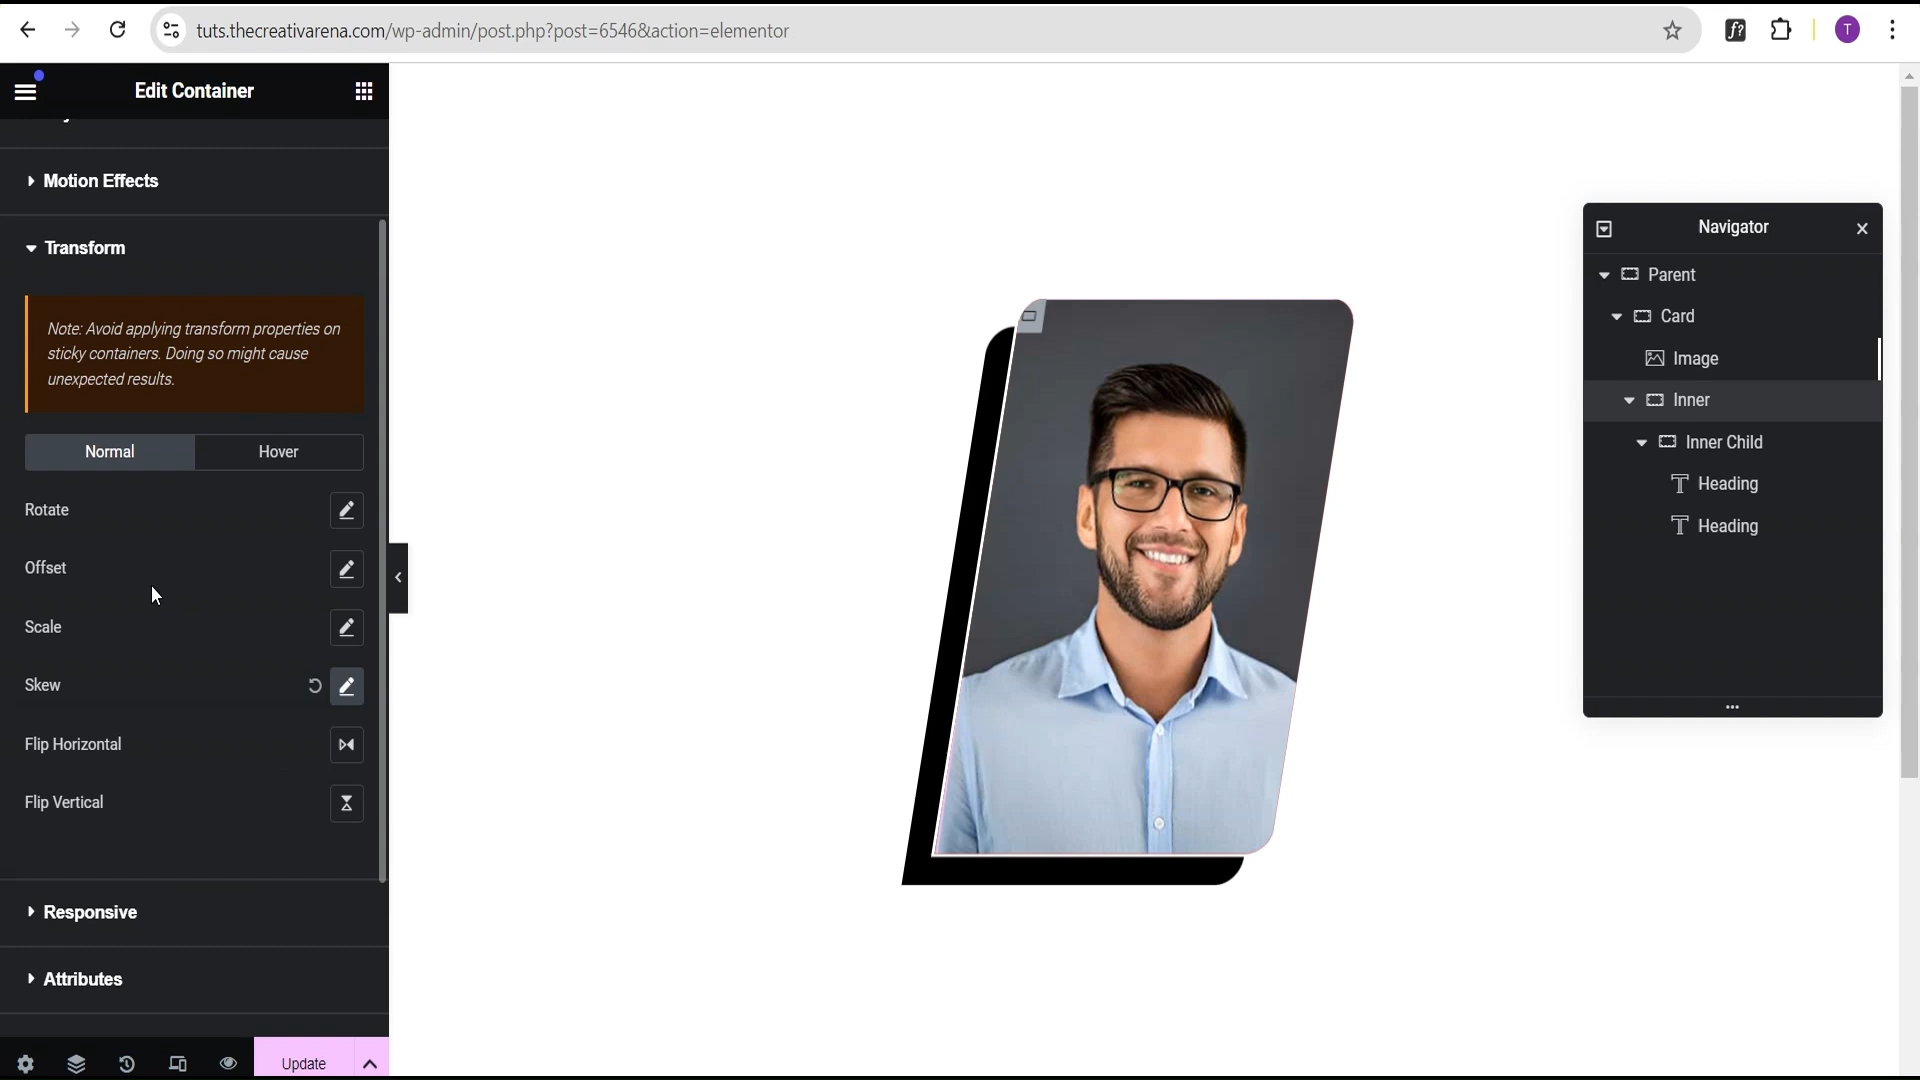 tuts.thecreativarena.com/wp-admin/post.php?post=6546&action=elementor
f?
T
Edit Container
Motion Effects
Transform
Note: Avoid applying transform properties on
sticky containers. Doing so might cause
unexpected results.
Normal
Hover
Rotate
Offset
Scale
Skew
Flip Horizontal
Flip Vertical
Responsive
Attributes
Update
Navigator
Parent
Card
Image
Inner
Inner Child
Heading
Heading